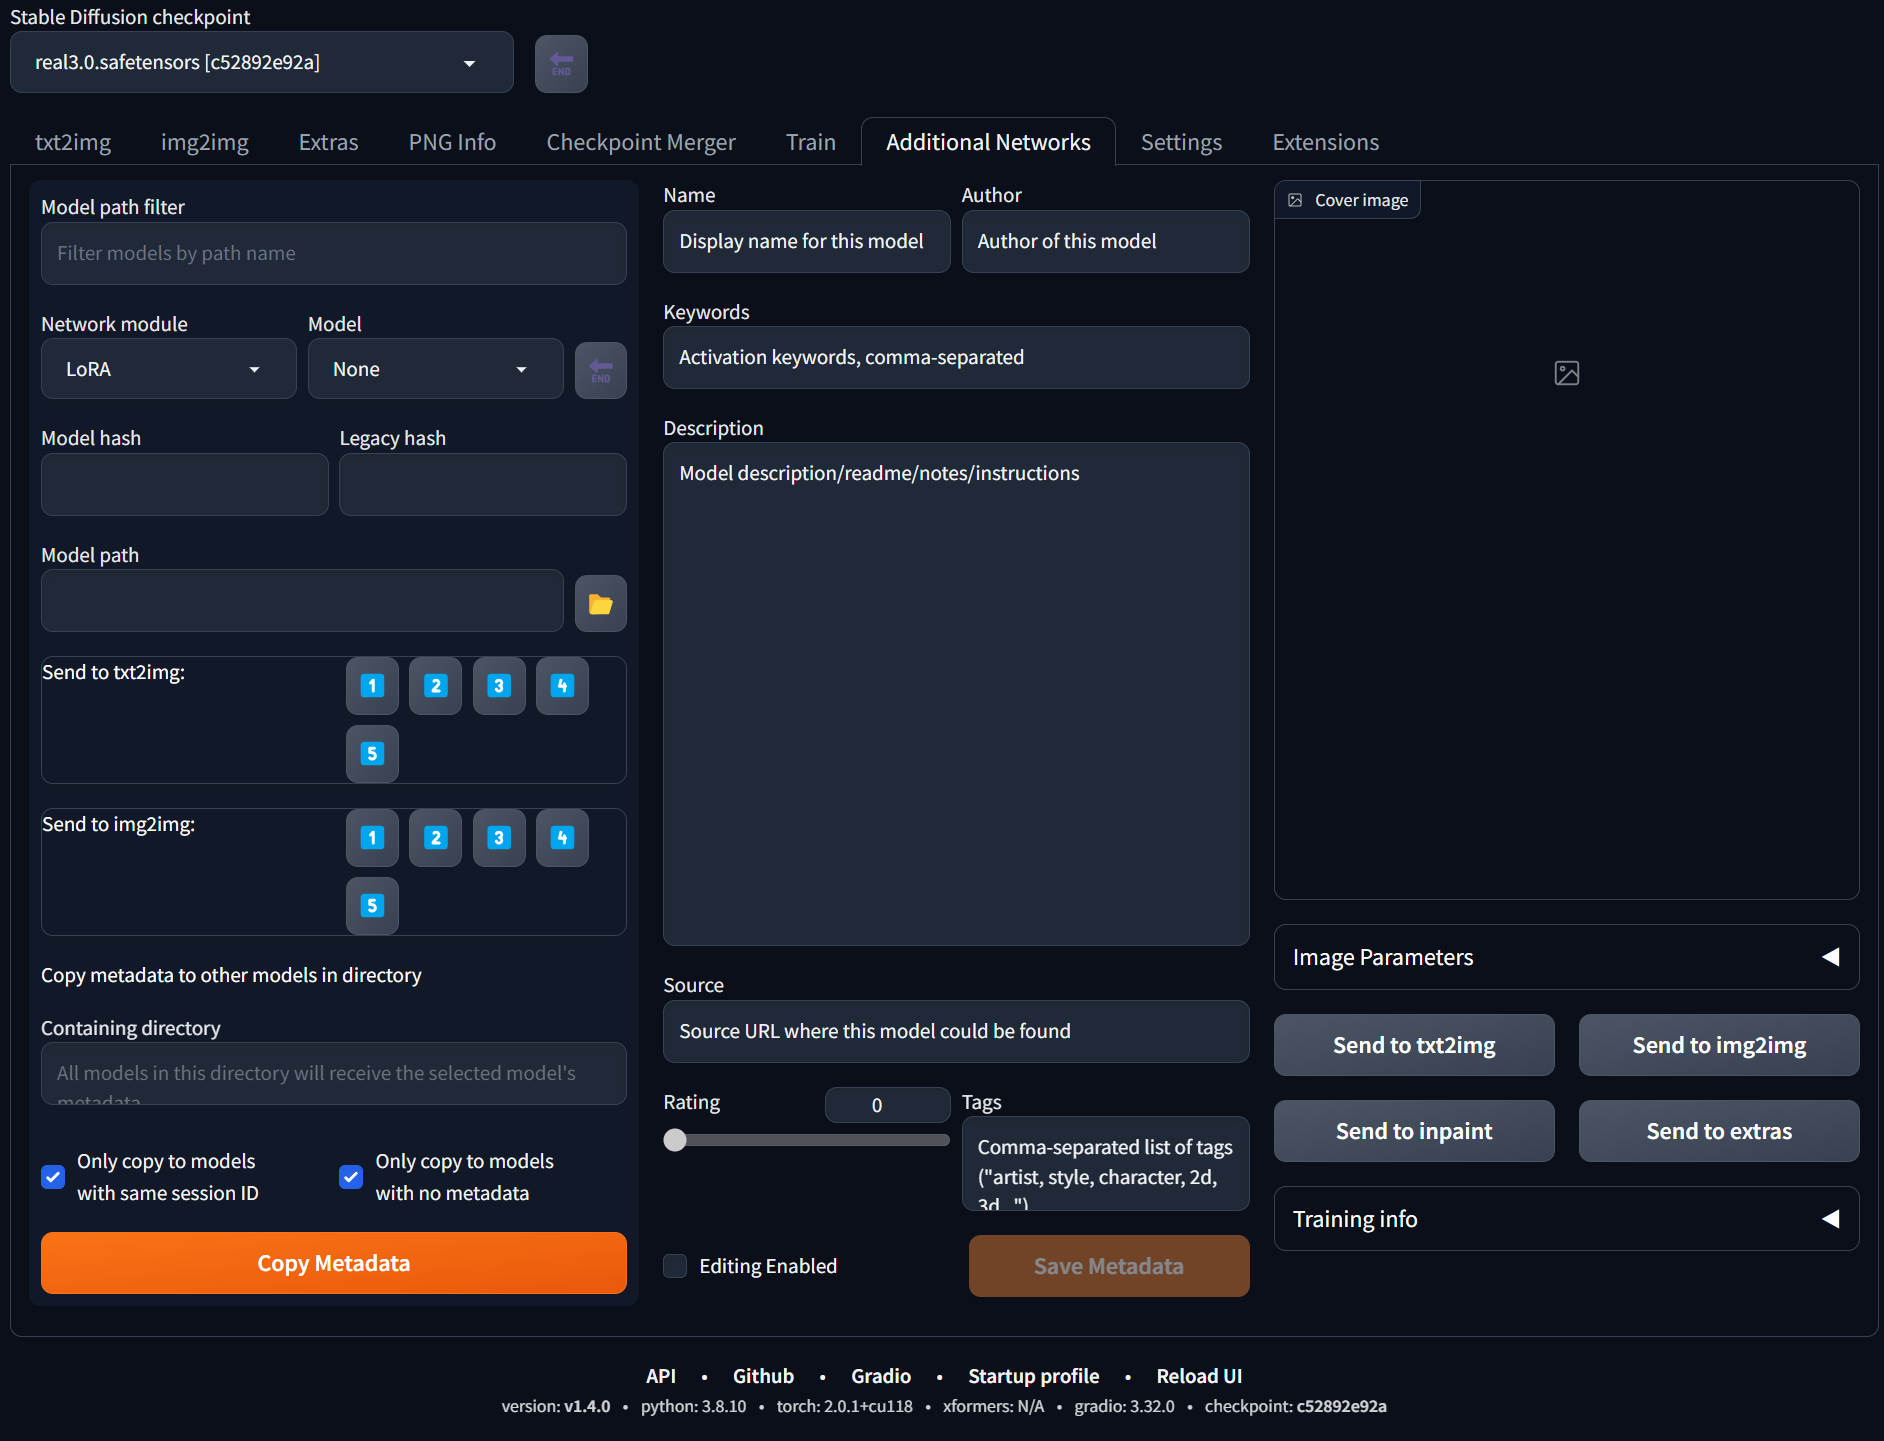 Stable Diffusion checkpoint
real3.0.safetensors [c52892e92a]
END
txt2img img2img Extras PNG Info Checkpoint Merger Train Additional Networks Settings Extensions
Model path filter
Filter models by path name
Network module Model
LoRA None
END
Model hash Legacy hash
Model path
Send to txt2img:
1 2 3 4
5
Send to img2img:
1 2 3 4
5
Copy metadata to other models in directory
Containing directory
All models in this directory will receive the selected model's
metadata
Only copy to models
with same session ID
Only copy to models
with no metadata
Copy Metadata
Name Author
Display name for this model Author of this model
Keywords
Activation keywords, comma-separated
Description
Model description/readme/notes/instructions
Source
Source URL where this model could be found
Rating 0 Tags
Comma-separated list of tags
("artist, style, character, 2d,
3d...")
Editing Enabled Save Metadata
Cover image
Image Parameters
Send to txt2img Send to img2img
Send to inpaint Send to extras
Training info
API • Github • Gradio • Startup profile • Reload UI
version: v1.4.0 • python: 3.8.10 • torch: 2.0.1+cu118 • xformers: N/A • gradio: 3.32.0 • checkpoint: c52892e92a